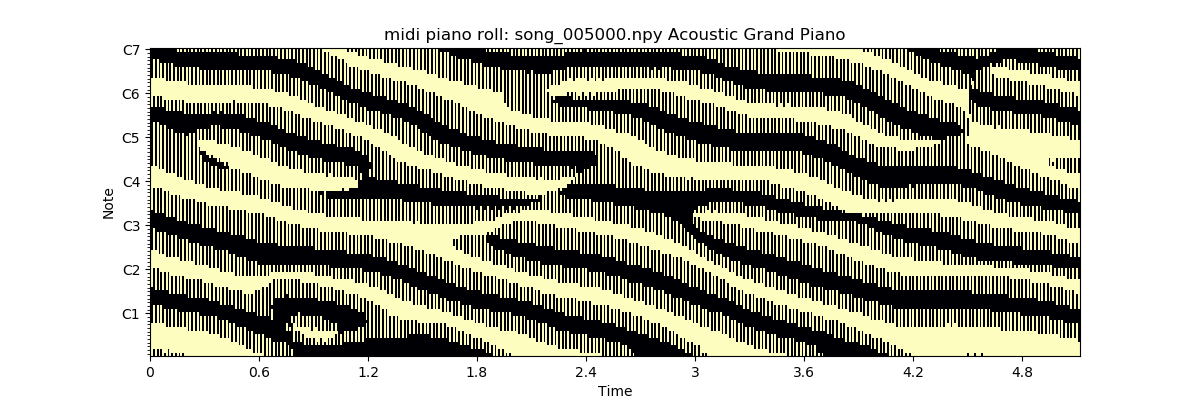 midi piano roll: song_005000.npy Acoustic Grand Piano
C7
C6
C5
C4
C3
C2
C1
Note
0 0.6 1.2 1.8 2.4 3 3.6 4.2 4.8
Time